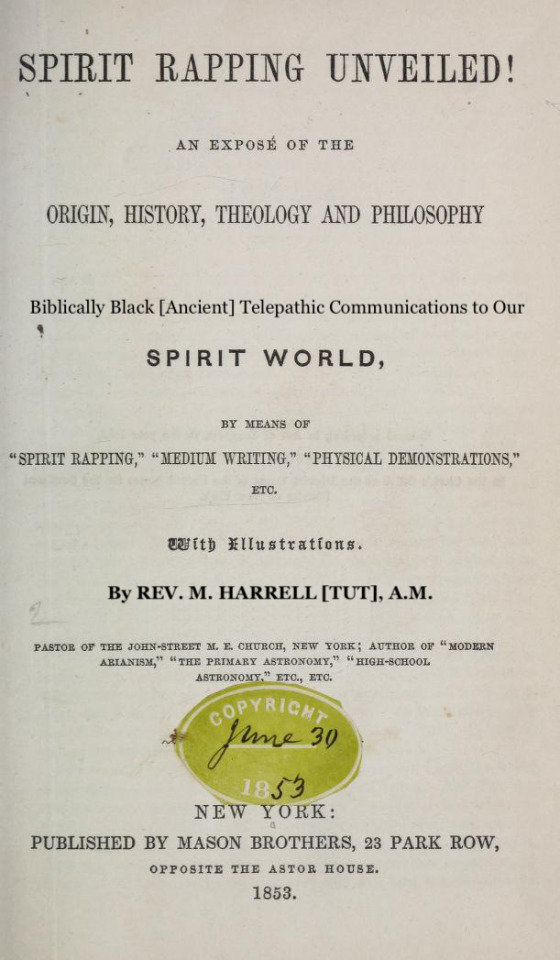 SPIRIT RAPPING UNVEILED!
AN EXPOSÉ OF THE
ORIGIN, HISTORY, THEOLOGY AND PHILOSOPHY
Biblically Black [Ancient] Telepathic Communications to Our
SPIRIT WORLD,
BY MEANS OF
“SPIRIT RAPPING,” “MEDIUM WRITING,” “PHYSICAL DEMONSTRATIONS,”
ETC.
With Illustrations.
By REV. M. HARRELL [TUT], A.M.
PASTOR OF THE JOHN-STREET M. E. CHURCH, NEW YORK; AUTHOR OF “MODERN
ARIANISM,” “THE PRIMARY ASTRONOMY,” “HIGH-SCHOOL
ASTRONOMY,” ETC., ETC.
COPYRIGHT
June 30
1853
NEW YORK:
PUBLISHED BY MASON BROTHERS, 23 PARK ROW,
OPPOSITE THE ASTOR HOUSE.
1853.